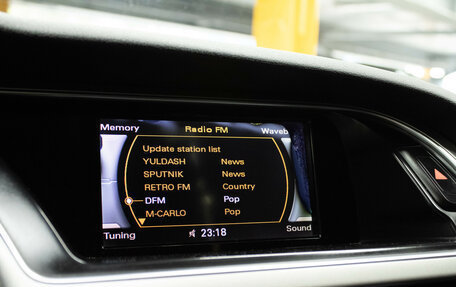 Memory Radio FM Waveb
Update station list
YULDASH News
SPUTNIK News
RETRO FM Country
DFM Pop
M-CARLO Pop
Tuning 23:18 Sound